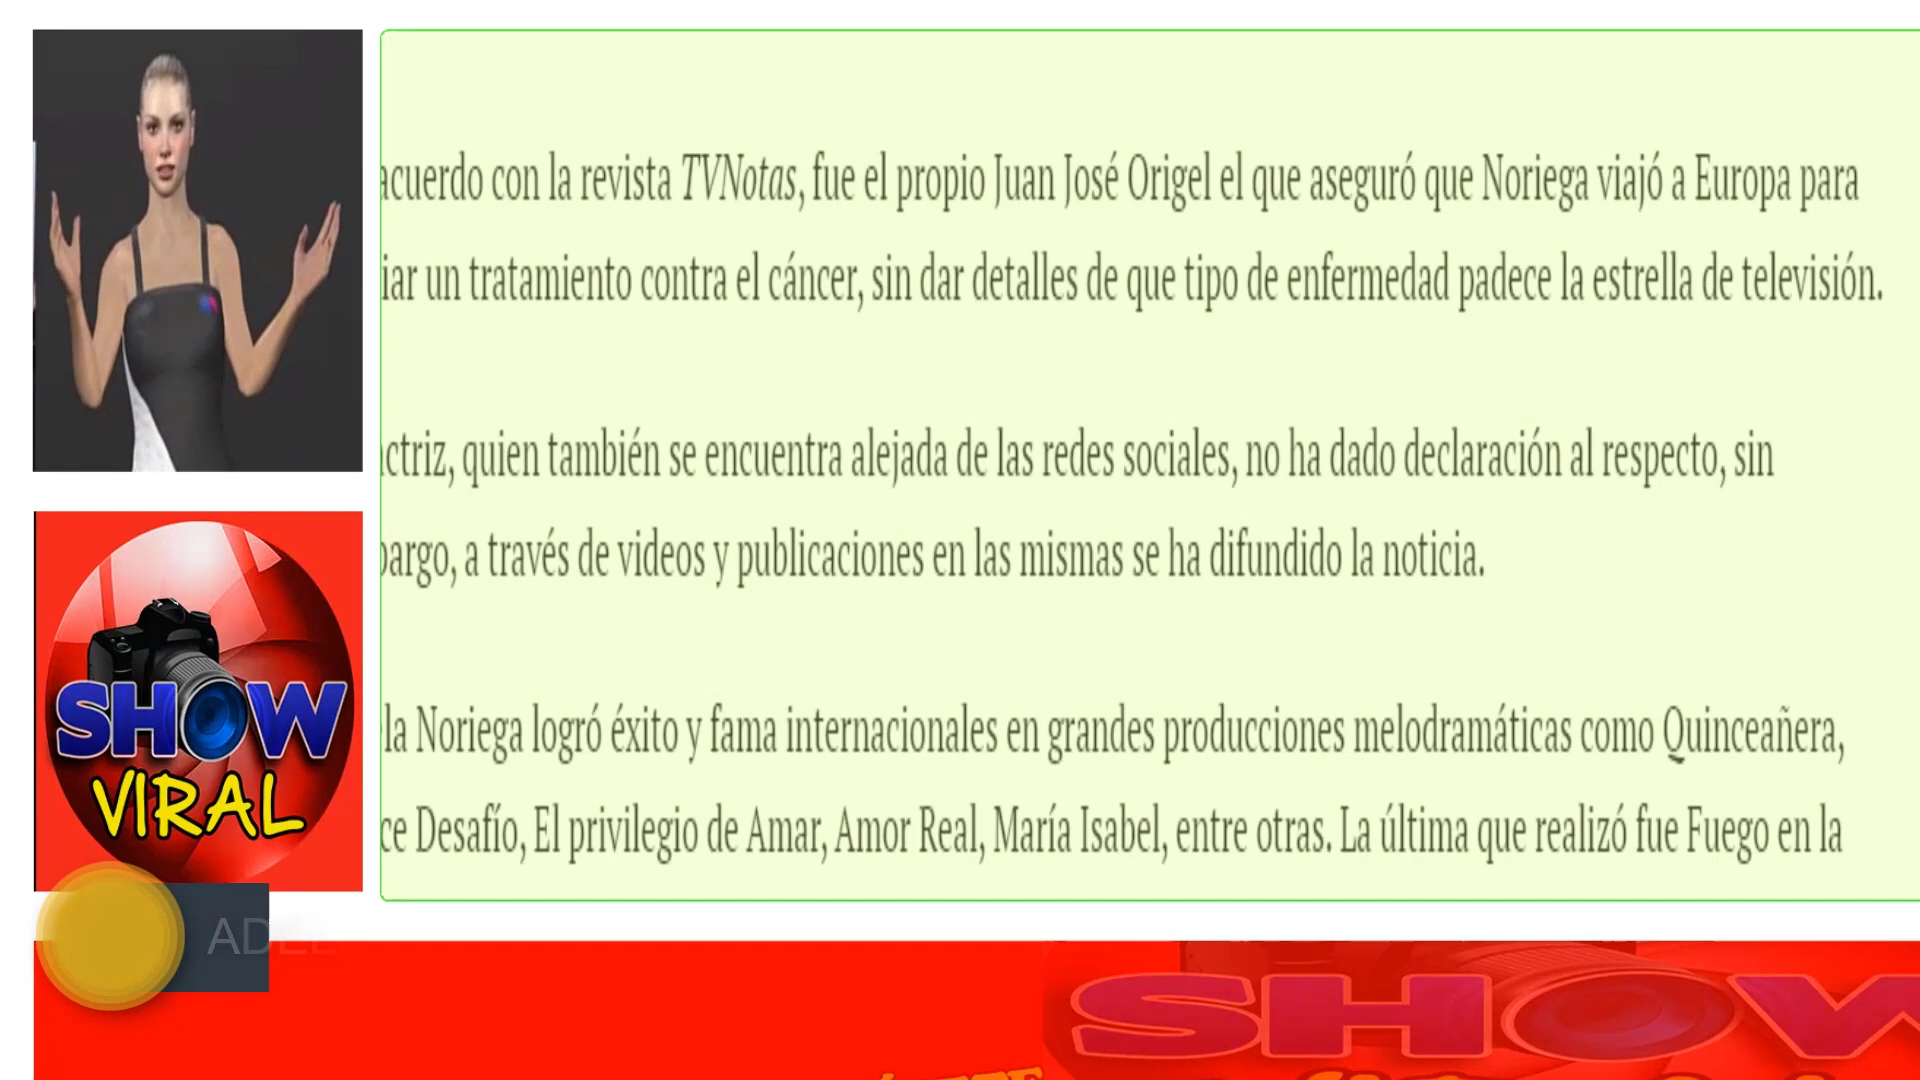 acuerdo con la revista TVNotas, fue el propio Juan José Origel el que aseguró que Noriega viajó a Europa para
iar un tratamiento contra el cáncer, sin dar detalles de que tipo de enfermedad padece la estrella de televisión.
ctriz, quien también se encuentra alejada de las redes sociales, no ha dado declaración al respecto, sin
bargo, a través de videos y publicaciones en las mismas se ha difundido la noticia.
la Noriega logró éxito y fama internacionales en grandes producciones melodramáticas como Quinceañera,
ce Desafío, El privilegio de Amar, Amor Real, María Isabel, entre otras. La última que realizó fue Fuego en la
SHOW
VIRAL
ADEL
SHOW